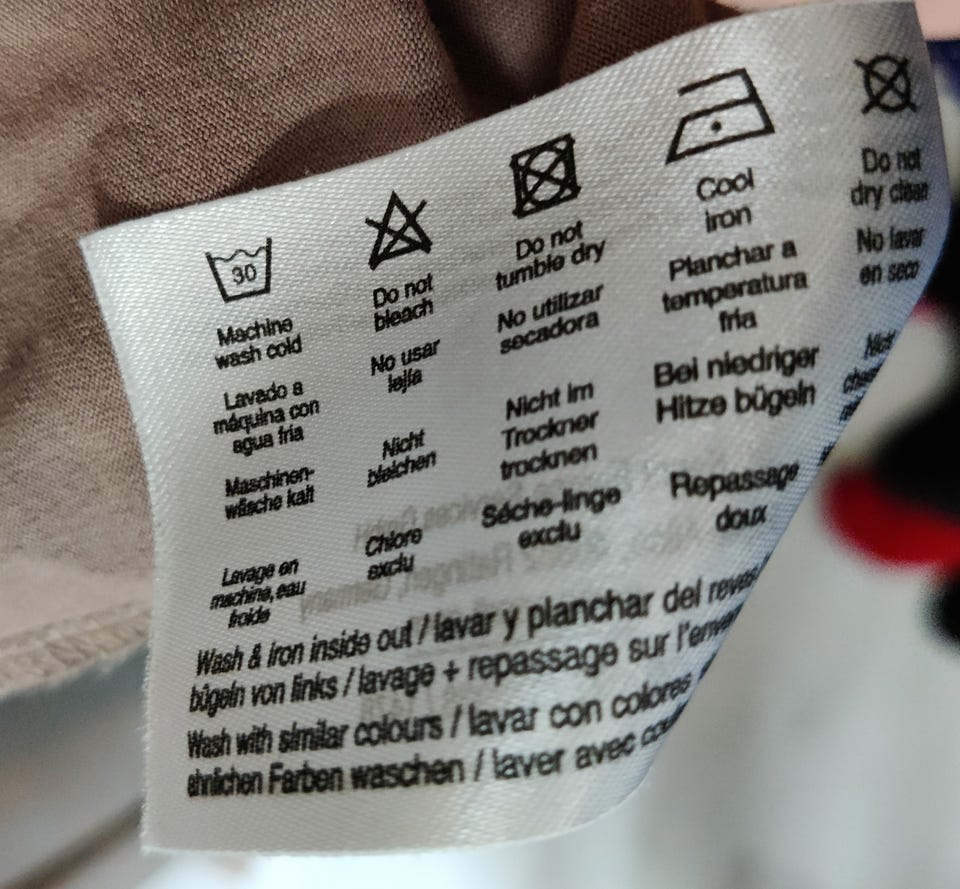 30
Machine
wash cold
Lavado a
máquina con
agua fria
Maschinen-
wäsche kalt
Lavage en
machine, eau
froide
Do not
bleach
No usar
lejía
Nicht
bleichen
Chlore
exclu
Do not
tumble dry
No utilizar
secadora
Nicht im
Trockner
trocknen
Séche-linge
exclu
Cool
iron
Planchar a
temperatura
fría
Bei niedriger
Hitze bügeln
Repassage
doux
Do not
dry clean
No lavar
en seco
Wash & iron inside out / lavar y planchar del
bügeln von links / lavage + repassage sur
Wash with similar colours / lavar con colores
ähnlichen Farben waschen / laver avec